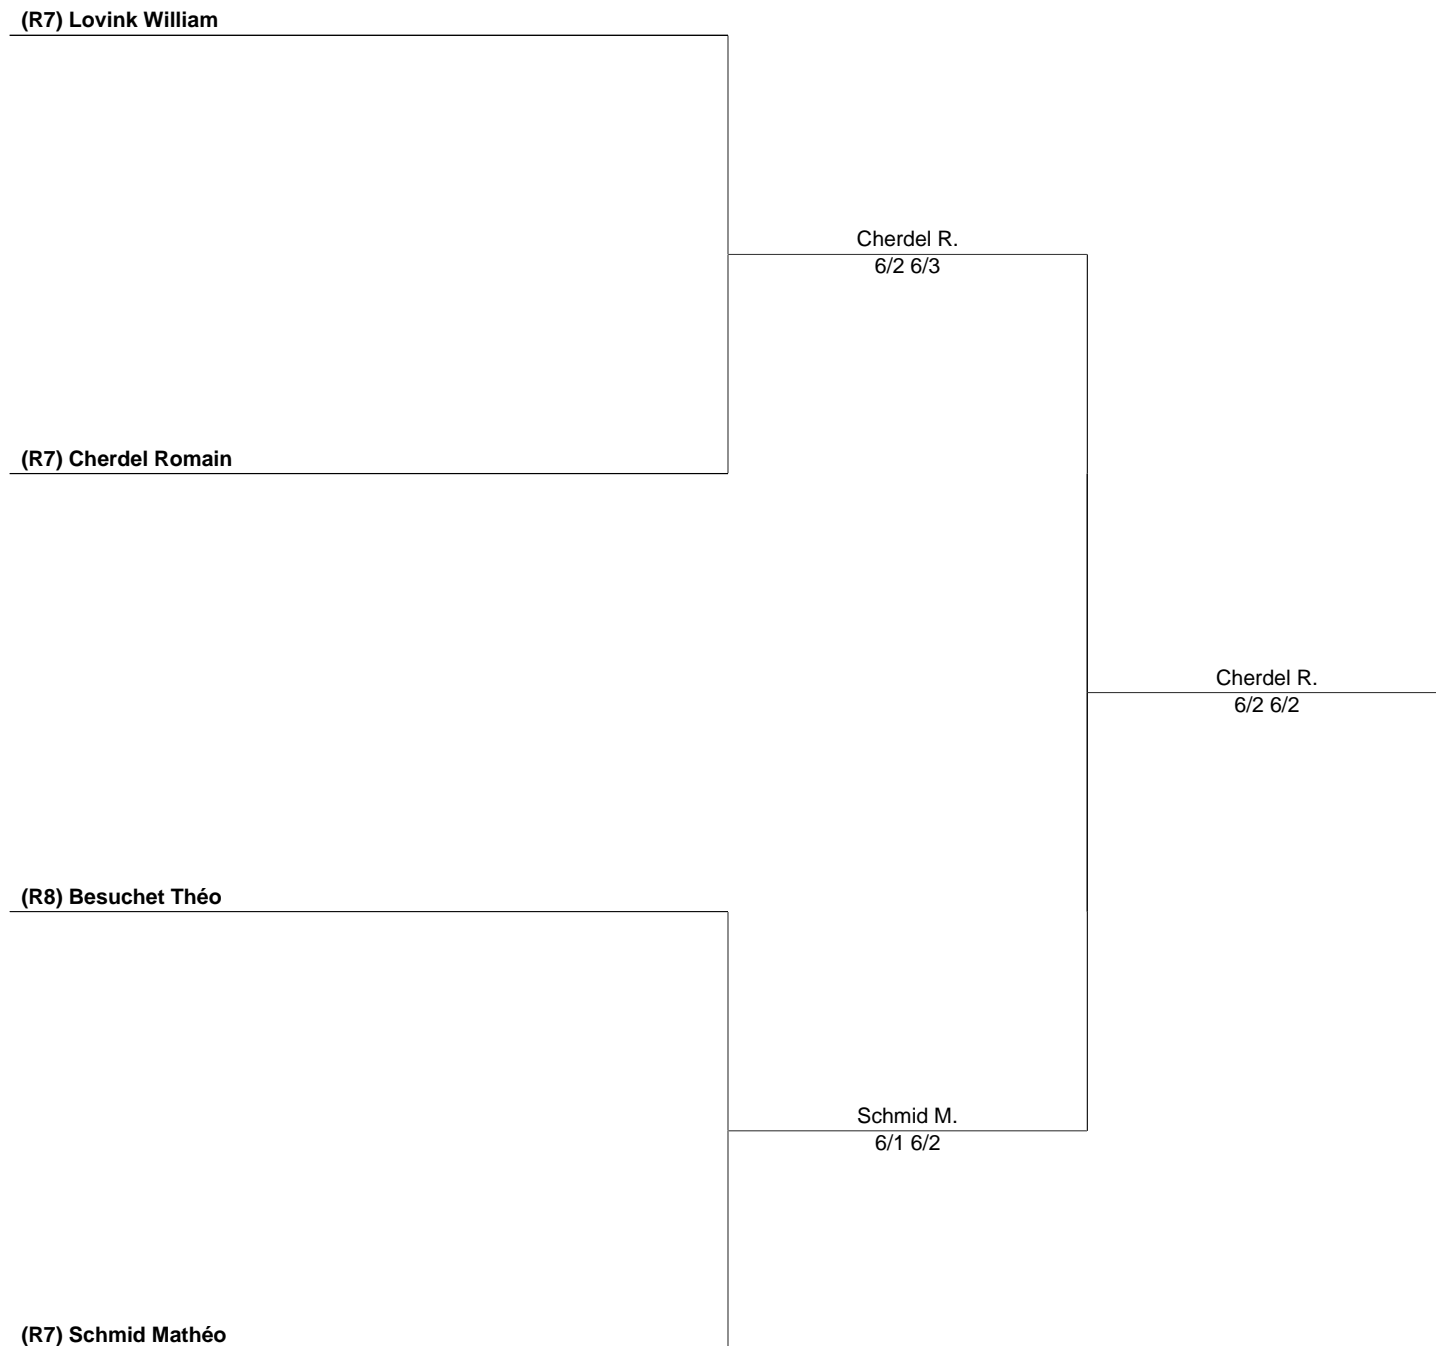 (R7) Lovink William
Cherdel R.
6/2 6/3
(R7) Cherdel Romain
Cherdel R.
6/2 6/2
(R8) Besuchet Théo
Schmid M.
6/1 6/2
(R7) Schmid Mathéo